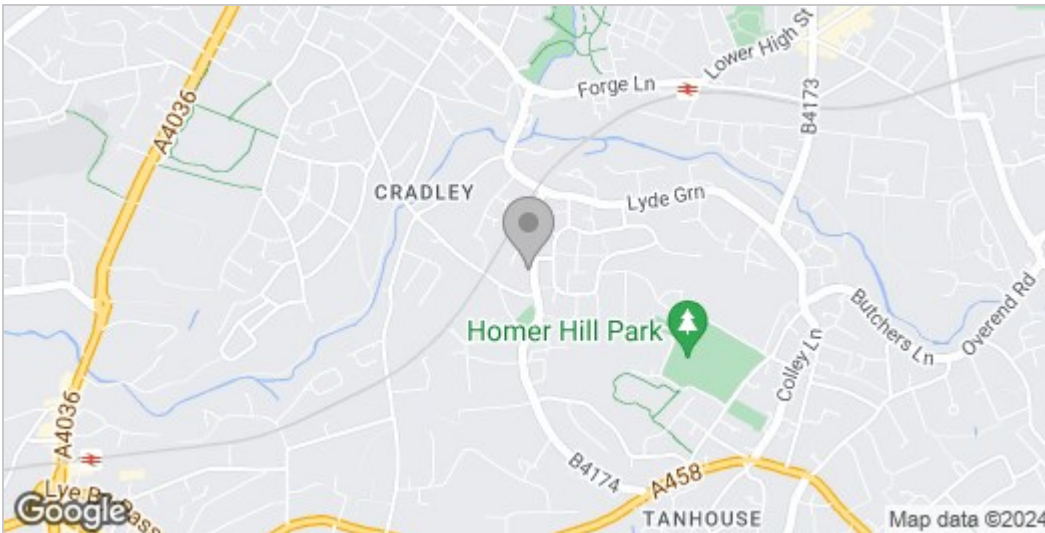 Lower High St
Forge Ln
B4173
A4036
A4036
CRADLEY
Lyde Grn
Homer Hill Park
Butchers Ln
Overend Rd
Colley Ln
A4036
B4174
A458
TANHOUSE
Google
Map data ©2024